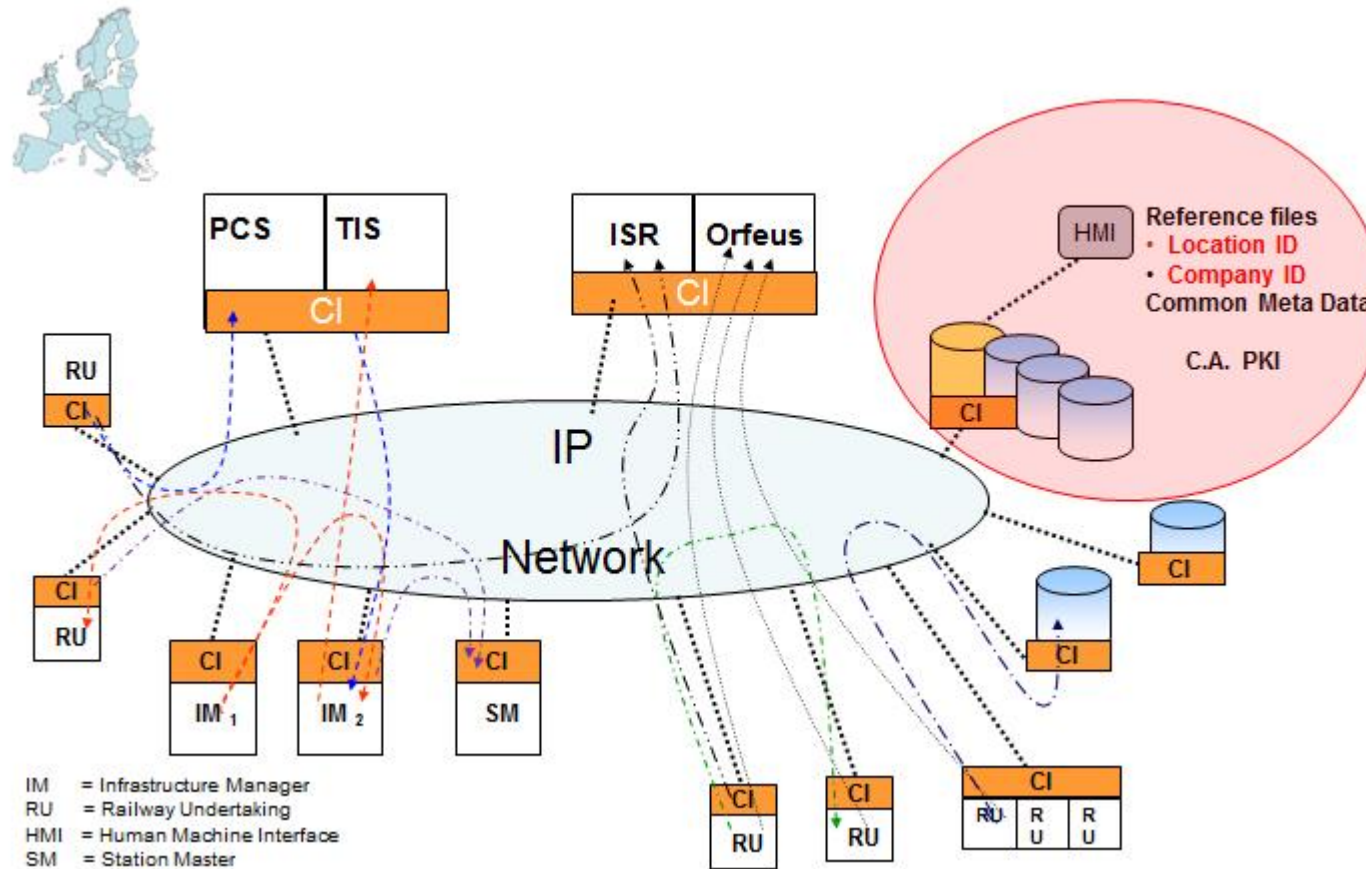 PCS
TIS
CI
ISR
Orfeus
CI
HMI
Reference files
• Location ID
• Company ID
Common Meta Data
C.A. PKI
CI
RU
CI
IP
Network
CI
RU
CI
IM 1
CI
IM 2
CI
SM
CI
CI
CI
RU
CI
RU
CI
RU
R
U
R
U
IM = Infrastructure Manager
RU = Railway Undertaking
HMI = Human Machine Interface
SM = Station Master